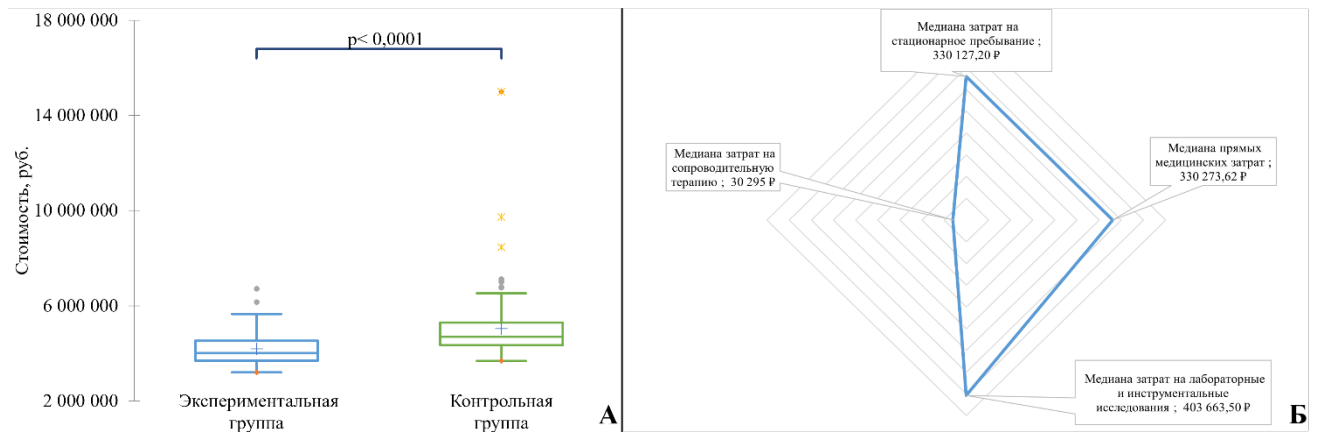 18 000 000
14 000 000
10 000 000
6 000 000
2 000 000
Стоимость, руб.
p< 0,0001
Экспериментальная
группа
Контрольная
группа
А
Медиана затрат на
стационарное пребывание ;
330 127,20 ₽
Медиана прямых
медицинских затрат ;
330 273,62 ₽
Медиана затрат на
сопроводительную
терапию ; 30 295 ₽
Медиана затрат на лабораторные
и инструментальные
исследования ; 403 663,50 ₽
Б